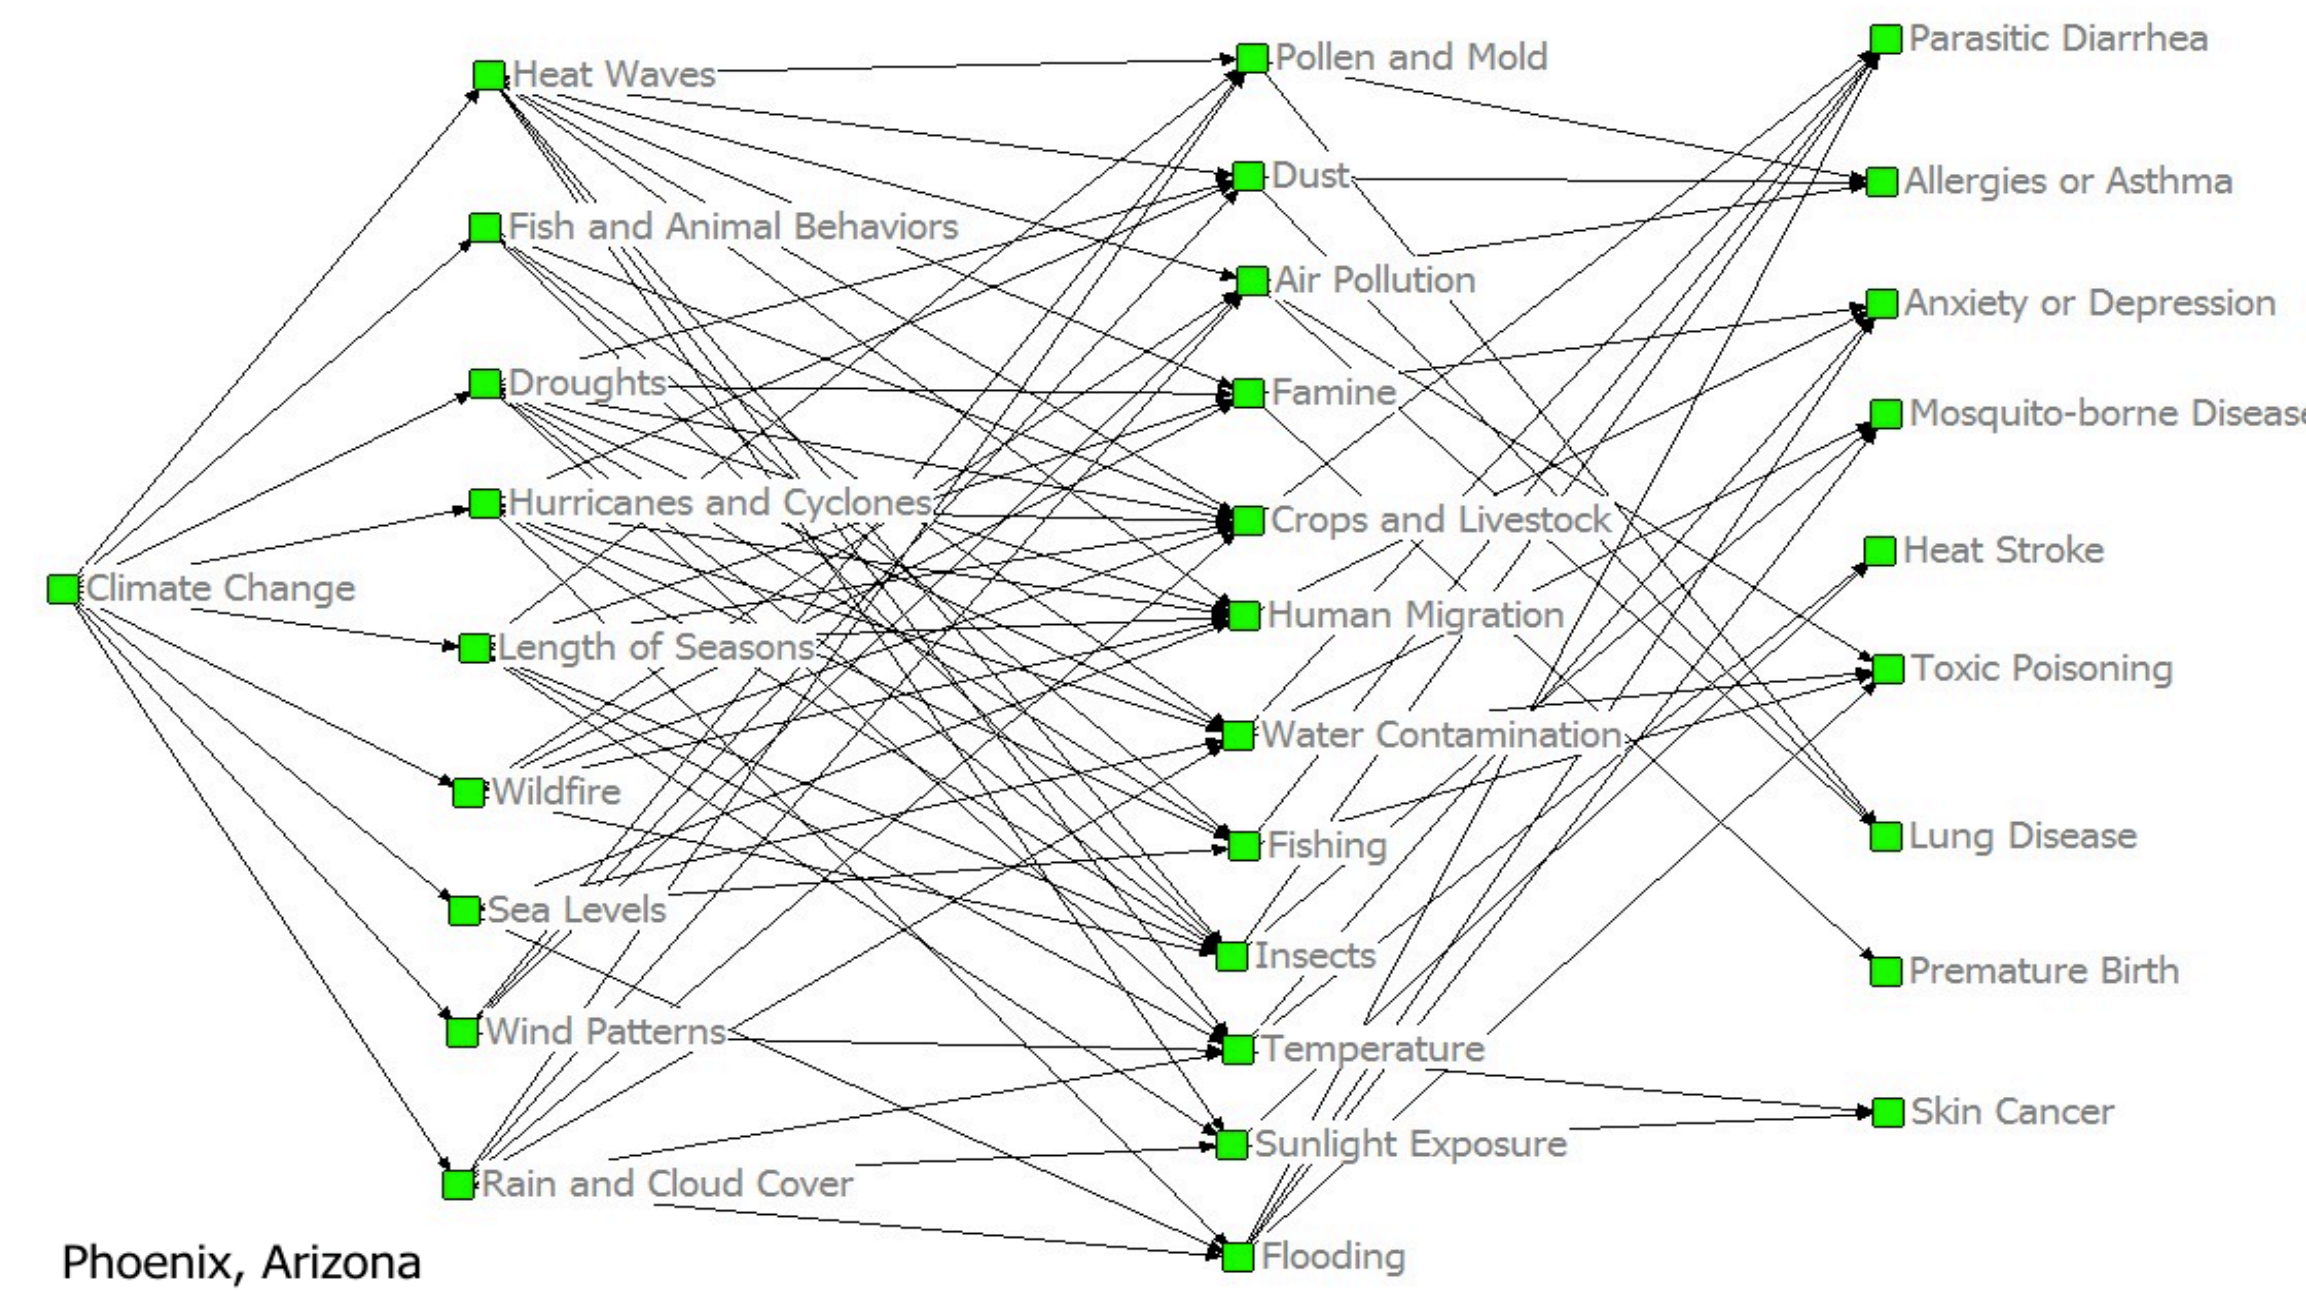 Climate Change
Heat Waves
Fish and Animal Behaviors
Droughts
Hurricanes and Cyclones
Length of Seasons
Wildfire
Sea Levels
Wind Patterns
Rain and Cloud Cover
Pollen and Mold
Dust
Air Pollution
Famine
Crops and Livestock
Human Migration
Water Contamination
Fishing
Insects
Temperature
Sunlight Exposure
Flooding
Parasitic Diarrhea
Allergies or Asthma
Anxiety or Depression
Mosquito-borne Disease
Heat Stroke
Toxic Poisoning
Lung Disease
Premature Birth
Skin Cancer
Phoenix, Arizona